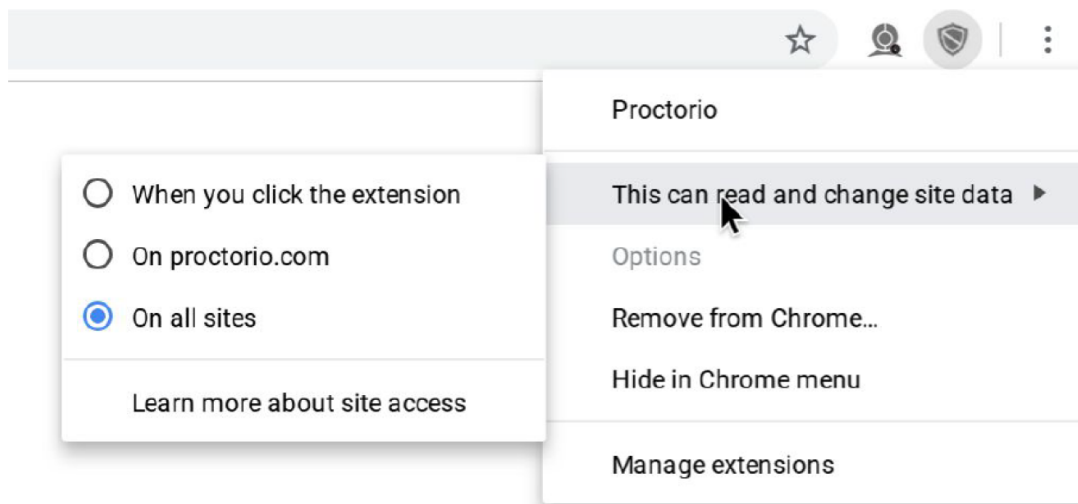 Proctorio
This can read and change site data
When you click the extension
On proctorio.com
On all sites
Learn more about site access
Options
Remove from Chrome...
Hide in Chrome menu
Manage extensions